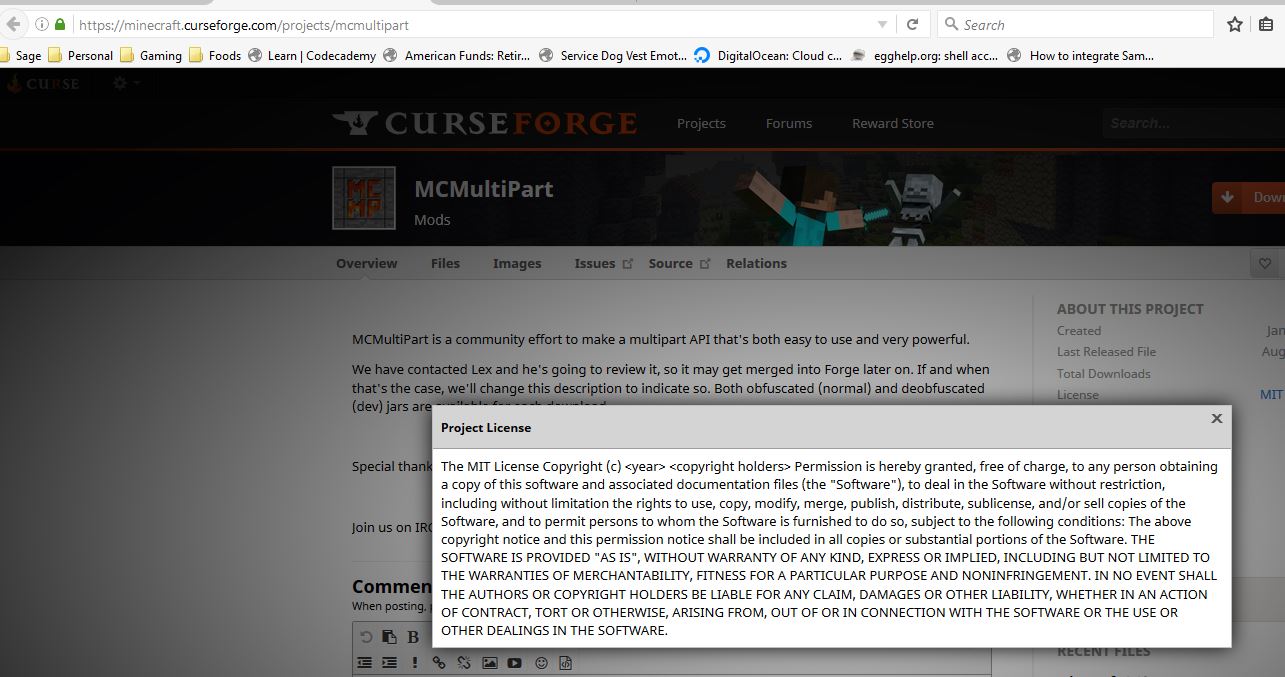 https://minecraft.curseforge.com/projects/mcmultipart
Search
Sage Personal Gaming Foods Learn | Codecademy American Funds: Retir... Service Dog Vest Emot... DigitalOcean: Cloud c... egghelp.org: shell acc... How to integrate Sam...
CURSE
CURSEFORGE Projects Forums Reward Store Search...
MC
MP
MCMultiPart
Mods
Down
Overview Files Images Issues Source Relations
ABOUT THIS PROJECT
Created Jan
Last Released File Aug
Total Downloads
License MIT
MCMultiPart is a community effort to make a multipart API that's both easy to use and very powerful.
We have contacted Lex and he's going to review it, so it may get merged into Forge later on. If and when
that's the case, we'll change this description to indicate so. Both obfuscated (normal) and deobfuscated
(dev) jars are available for each download.
Special thank
Join us on IRC
Commen
When posting, p
B
Project License
The MIT License Copyright (c) <year> <copyright holders> Permission is hereby granted, free of charge, to any person obtaining
a copy of this software and associated documentation files (the "Software"), to deal in the Software without restriction,
including without limitation the rights to use, copy, modify, merge, publish, distribute, sublicense, and/or sell copies of the
Software, and to permit persons to whom the Software is furnished to do so, subject to the following conditions: The above
copyright notice and this permission notice shall be included in all copies or substantial portions of the Software. THE
SOFTWARE IS PROVIDED "AS IS", WITHOUT WARRANTY OF ANY KIND, EXPRESS OR IMPLIED, INCLUDING BUT NOT LIMITED TO
THE WARRANTIES OF MERCHANTABILITY, FITNESS FOR A PARTICULAR PURPOSE AND NONINFRINGEMENT. IN NO EVENT SHALL
THE AUTHORS OR COPYRIGHT HOLDERS BE LIABLE FOR ANY CLAIM, DAMAGES OR OTHER LIABILITY, WHETHER IN AN ACTION
OF CONTRACT, TORT OR OTHERWISE, ARISING FROM, OUT OF OR IN CONNECTION WITH THE SOFTWARE OR THE USE OR
OTHER DEALINGS IN THE SOFTWARE.
RECENT FILES